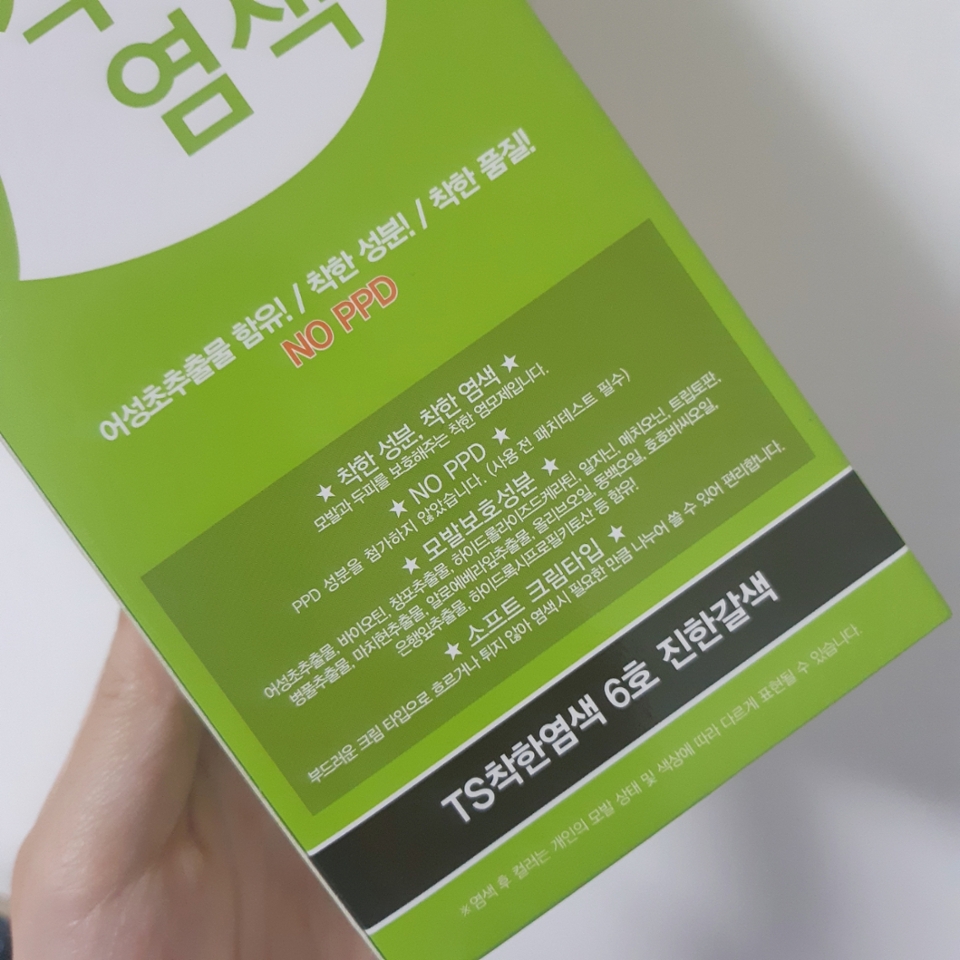 염색
어성초추출물 함유! / 착한 성분! / 착한 품질!
NO PPD
★ 착한 성분, 착한 염색 ★
모발과 두피를 보호해주는 착한 염모제입니다.
★ NO PPD ★
PPD 성분을 첨가하지 않았습니다. (사용 전 패치테스트 필수)
★ 모발보호성분 ★
어성초추출물, 바이오틴, 창포추출물, 하이드롤라이즈드케라틴, 알지닌, 메치오닌, 트립토판,
병풀추출물, 마치현추출물, 알로에베라잎추출물, 올리브오일, 동백오일, 호호바씨오일,
은행잎추출물, 하이드록시프로필키토산 등 함유!
★ 소프트 크림타입 ★
부드러운 크림 타입으로 흐르거나 튀지 않아 염색시 필요한 만큼 나누어 쓸 수 있어 편리합니다.
TS착한염색 6호 진한갈색
※ 염색 후 컬러는 개인의 모발 상태 및 색상에 따라 다르게 표현될 수 있습니다.